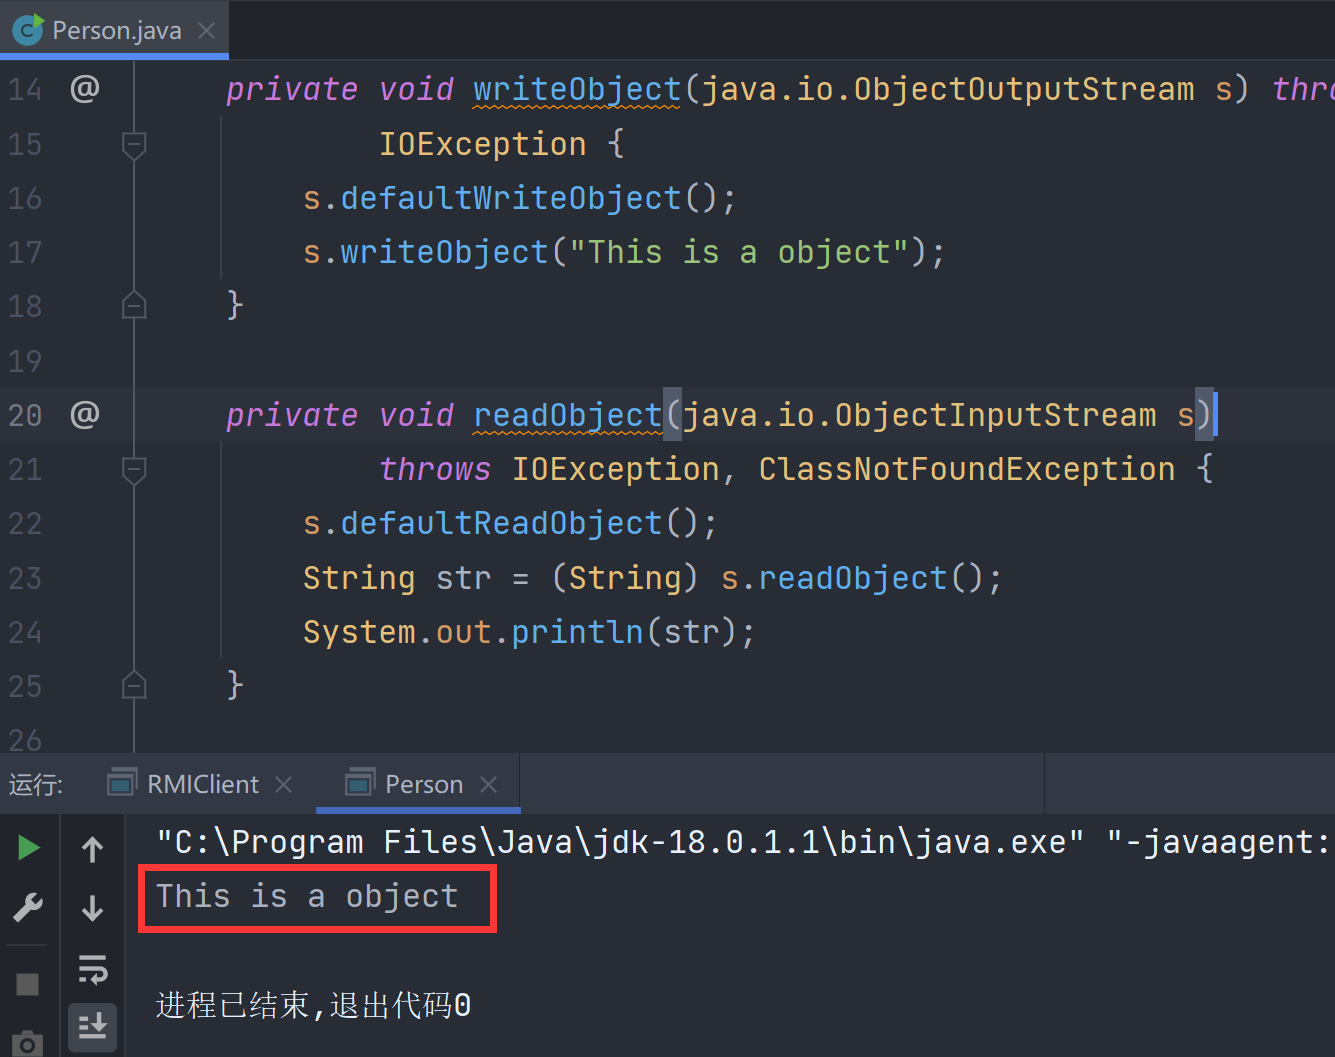 Person.java
14 @ private void writeObject(java.io.ObjectOutputStream s) thro
15 IOException {
16 s.defaultWriteObject();
17 s.writeObject("This is a object");
18 }
19
20 @ private void readObject(java.io.ObjectInputStream s)
21 throws IOException, ClassNotFoundException {
22 s.defaultReadObject();
23 String str = (String) s.readObject();
24 System.out.println(str);
25 }
26
运行: RMIClient Person
"C:\Program Files\Java\jdk-18.0.1.1\bin\java.exe" "-javaagent:
This is a object
进程已结束,退出代码0